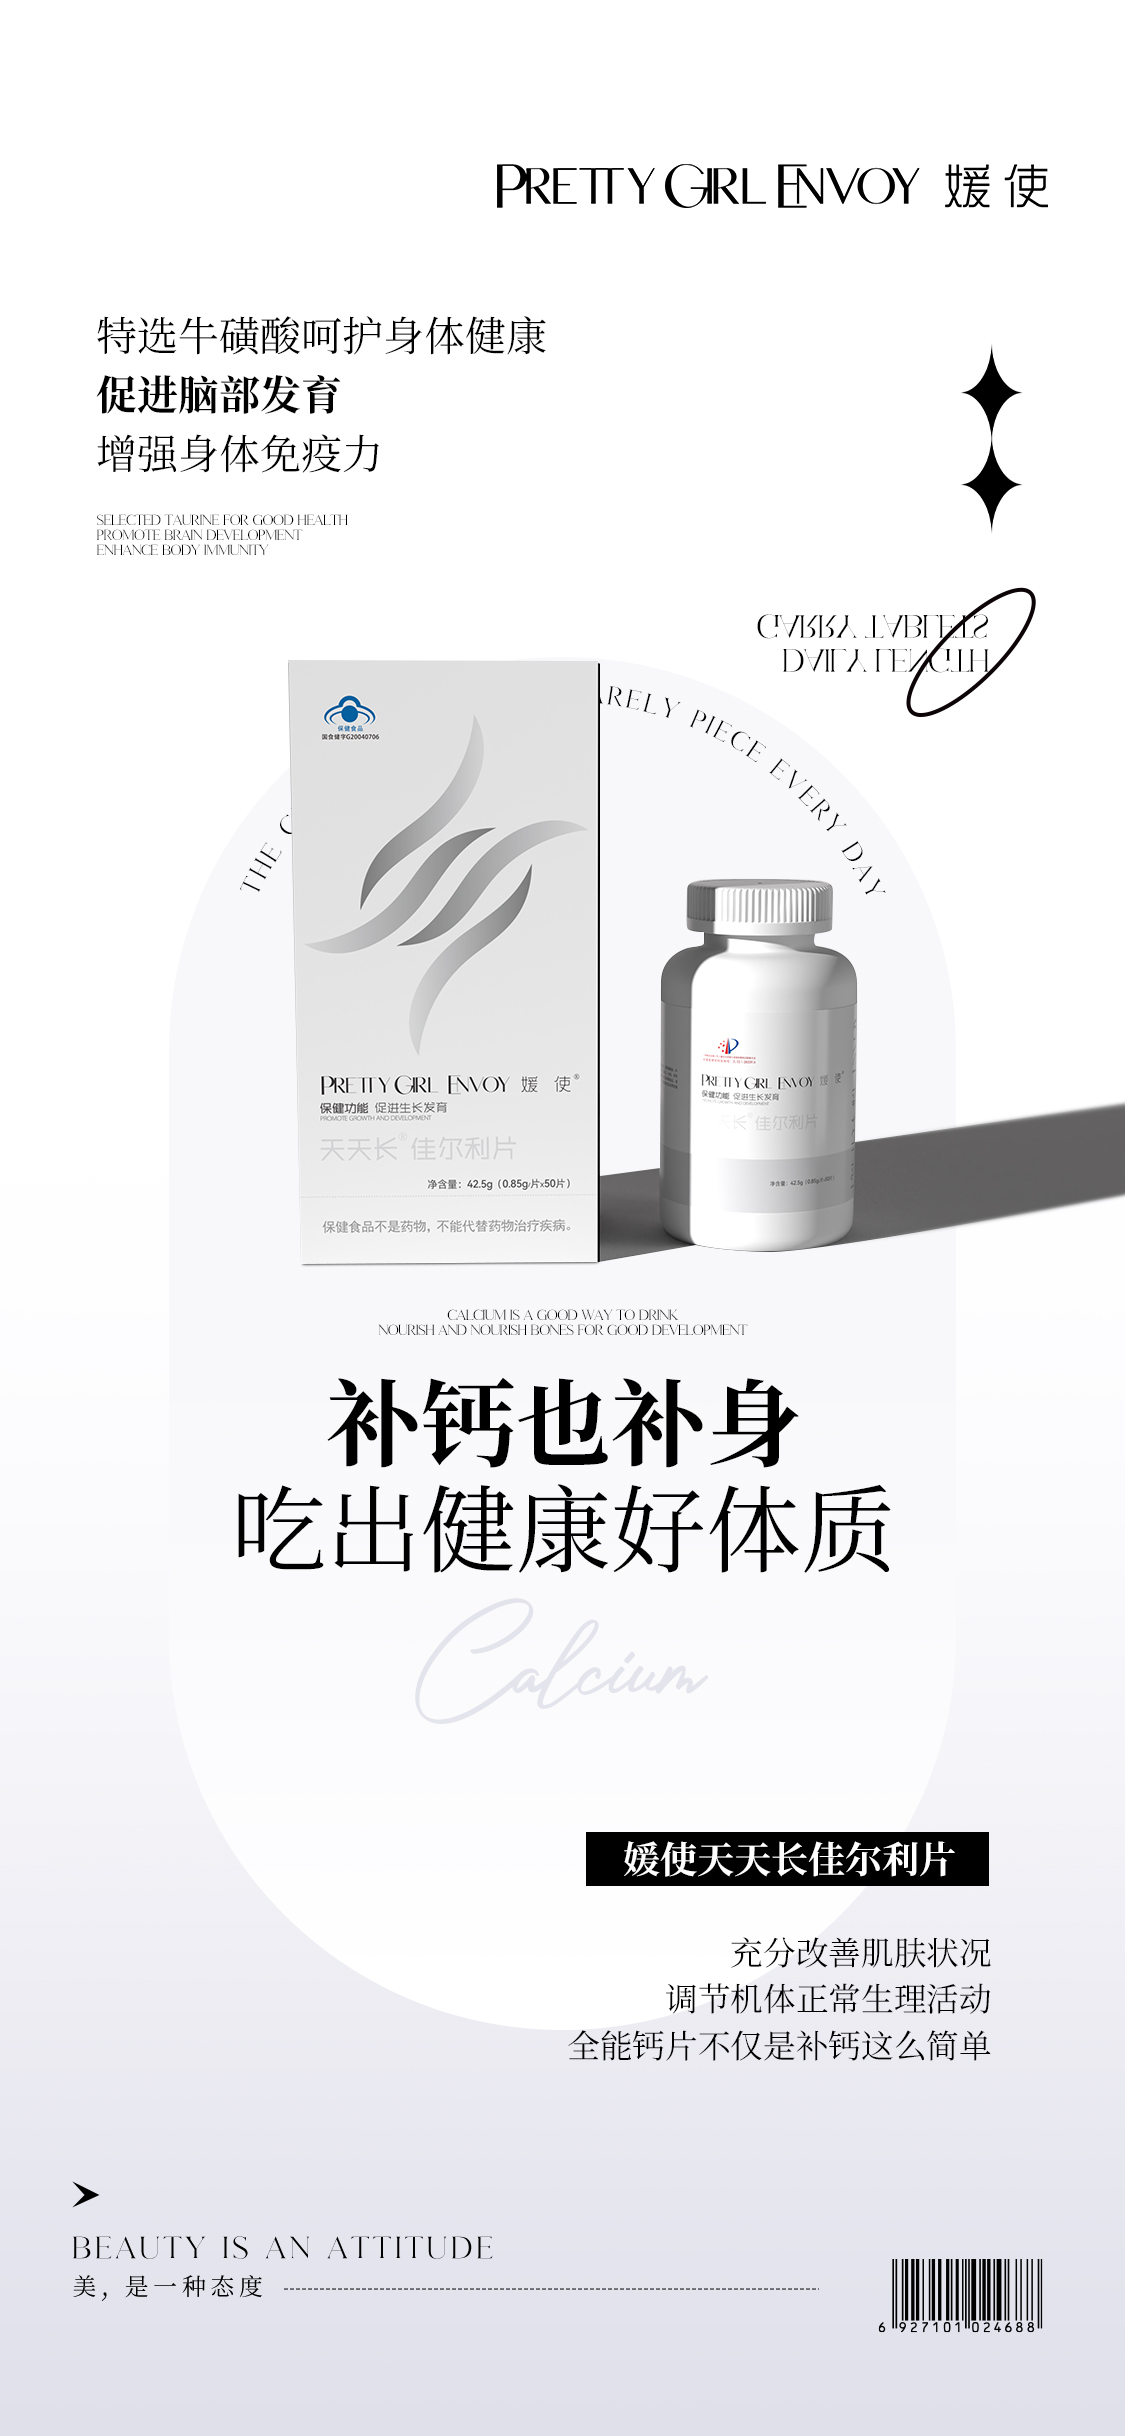 PRETTY GIRL ENVOY 媛使
特选牛磺酸呵护身体健康
促进脑部发育
增强身体免疫力
SELECTED TAURINE FOR GOOD HEALTH
PROMOTE BRAIN DEVELOPMENT
ENHANCE BODY IMMUNITY
GARRY TABLETS
DAILY LENGTH
THE
RELY PIECE EVERY DAY
保健食品
国食健字G20040706
PRETTY GIRL ENVOY 媛使®
保健功能 促进生长发育
PROMOTE GROWTH AND DEVELOPMENT
天天长®佳尔利片
净含量：42.5g（0.85g/片x50片）
保健食品不是药物，不能代替药物治疗疾病。
PRETTY GIRL ENVOY 媛使®
保健功能 促进生长发育
长®佳尔利片
CALCIUM IS A GOOD WAY TO DRINK
NOURISH AND NOURISH BONES FOR GOOD DEVELOPMENT
补钙也补身
吃出健康好体质
Calcium
媛使天天长佳尔利片
充分改善肌肤状况
调节机体正常生理活动
全能钙片不仅是补钙这么简单
BEAUTY IS AN ATTITUDE
美，是一种态度
6 927101 024688